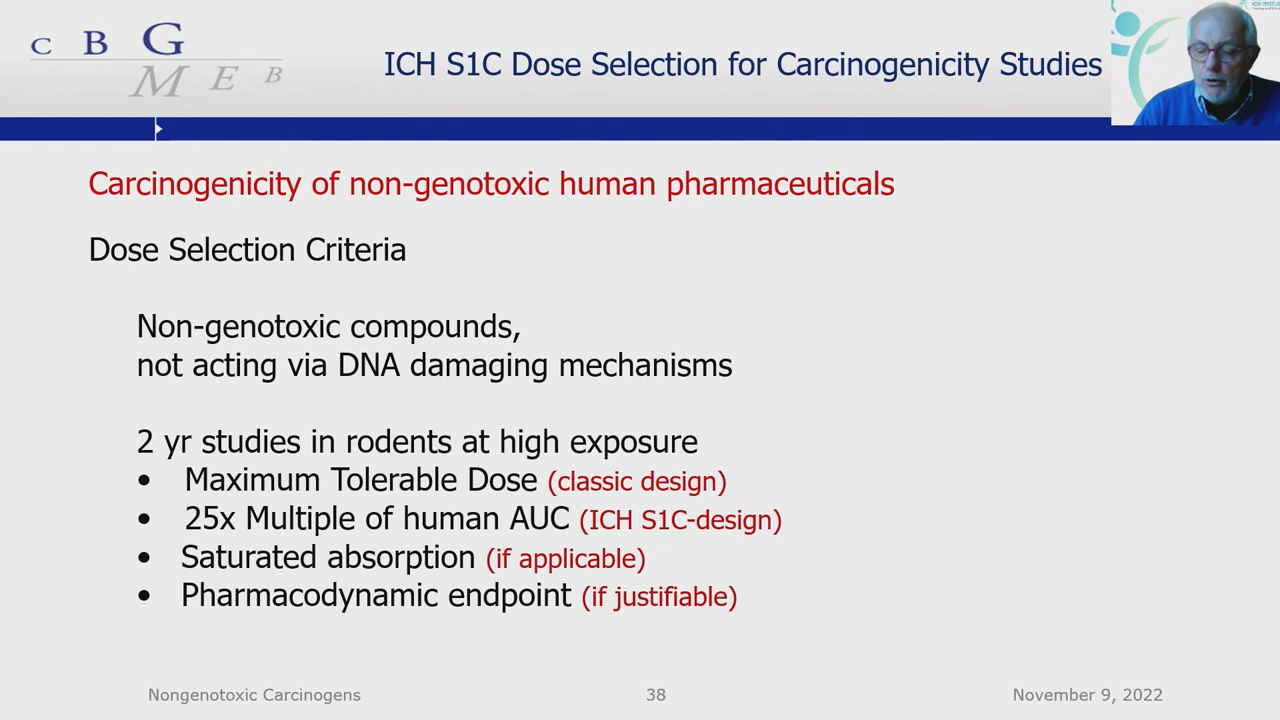 CBG
MEB
ICH S1C Dose Selection for Carcinogenicity Studies
Carcinogenicity of non-genotoxic human pharmaceuticals
Dose Selection Criteria
Non-genotoxic compounds,
not acting via DNA damaging mechanisms
2 yr studies in rodents at high exposure
• Maximum Tolerable Dose (classic design)
• 25x Multiple of human AUC (ICH S1C-design)
• Saturated absorption (if applicable)
• Pharmacodynamic endpoint (if justifiable)
Nongenotoxic Carcinogens 38 November 9, 2022